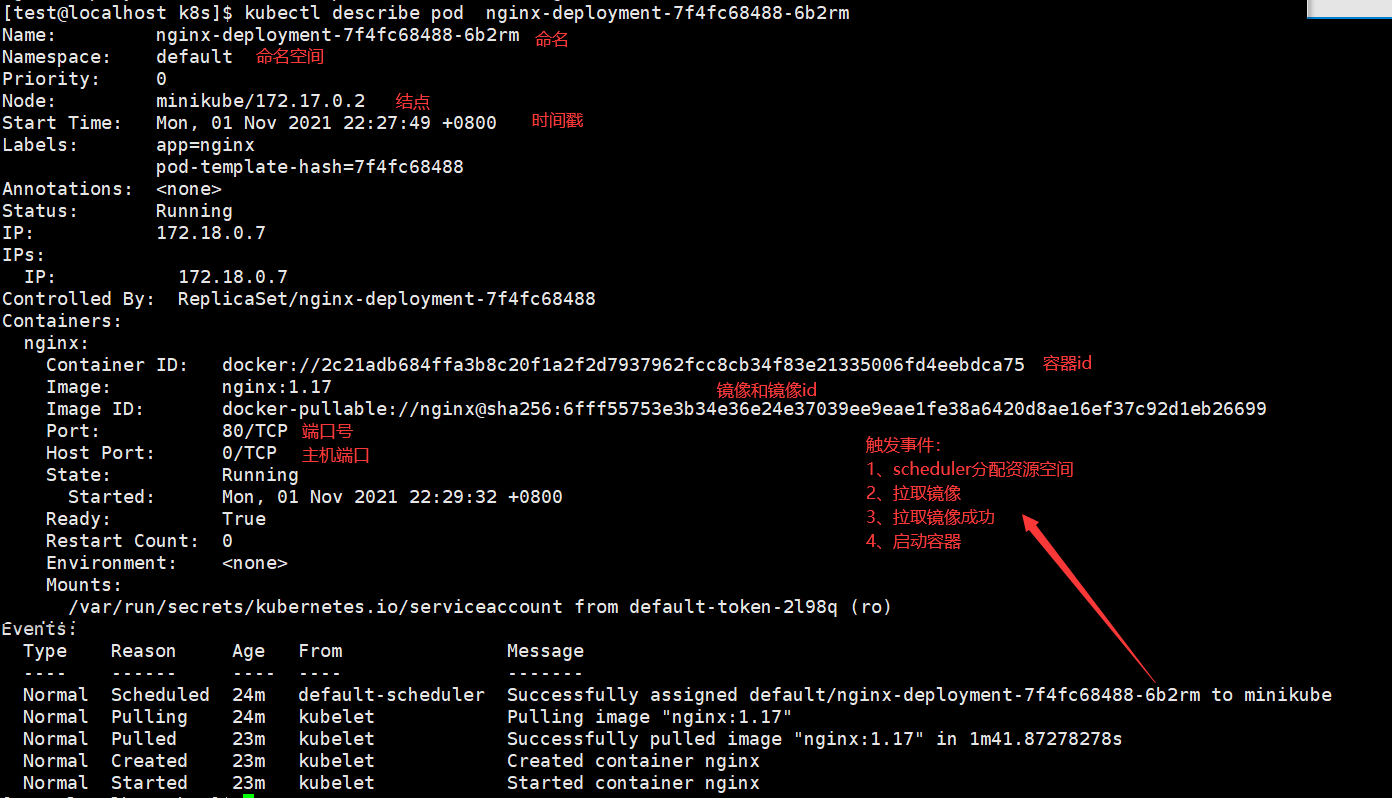 [test@localhost k8s]$ kubectl describe pod  nginx-deployment-7f4fc68488-6b2rm
Name:         nginx-deployment-7f4fc68488-6b2rm 命名
Namespace:    default 命名空间
Priority:     0
Node:         minikube/172.17.0.2 结点
Start Time:   Mon, 01 Nov 2021 22:27:49 +0800 时间戳
Labels:       app=nginx
              pod-template-hash=7f4fc68488
Annotations:  <none>
Status:       Running
IP:           172.18.0.7
IPs:
  IP:           172.18.0.7
Controlled By:  ReplicaSet/nginx-deployment-7f4fc68488
Containers:
  nginx:
    Container ID:   docker://2c21adb684ffa3b8c20f1a2f2d7937962fcc8cb34f83e21335006fd4eebdca75 容器id
    Image:          nginx:1.17 镜像和镜像id
    Image ID:       docker-pullable://nginx@sha256:6fff55753e3b34e36e24e37039ee9eae1fe38a6420d8ae16ef37c92d1eb26699
    Port:           80/TCP 端口号
    Host Port:      0/TCP 主机端口
    State:          Running
      Started:      Mon, 01 Nov 2021 22:29:32 +0800
    Ready:          True
    Restart Count:  0
    Environment:    <none>
    Mounts:
      /var/run/secrets/kubernetes.io/serviceaccount from default-token-2l98q (ro)
触发事件：
1、scheduler分配资源空间
2、拉取镜像
3、拉取镜像成功
4、启动容器
Events:
  Type    Reason     Age   From               Message
  ----    ------     ----  ----               -------
  Normal  Scheduled  24m   default-scheduler  Successfully assigned default/nginx-deployment-7f4fc68488-6b2rm to minikube
  Normal  Pulling    24m   kubelet            Pulling image "nginx:1.17"
  Normal  Pulled     23m   kubelet            Successfully pulled image "nginx:1.17" in 1m41.87278278s
  Normal  Created    23m   kubelet            Created container nginx
  Normal  Started    23m   kubelet            Started container nginx